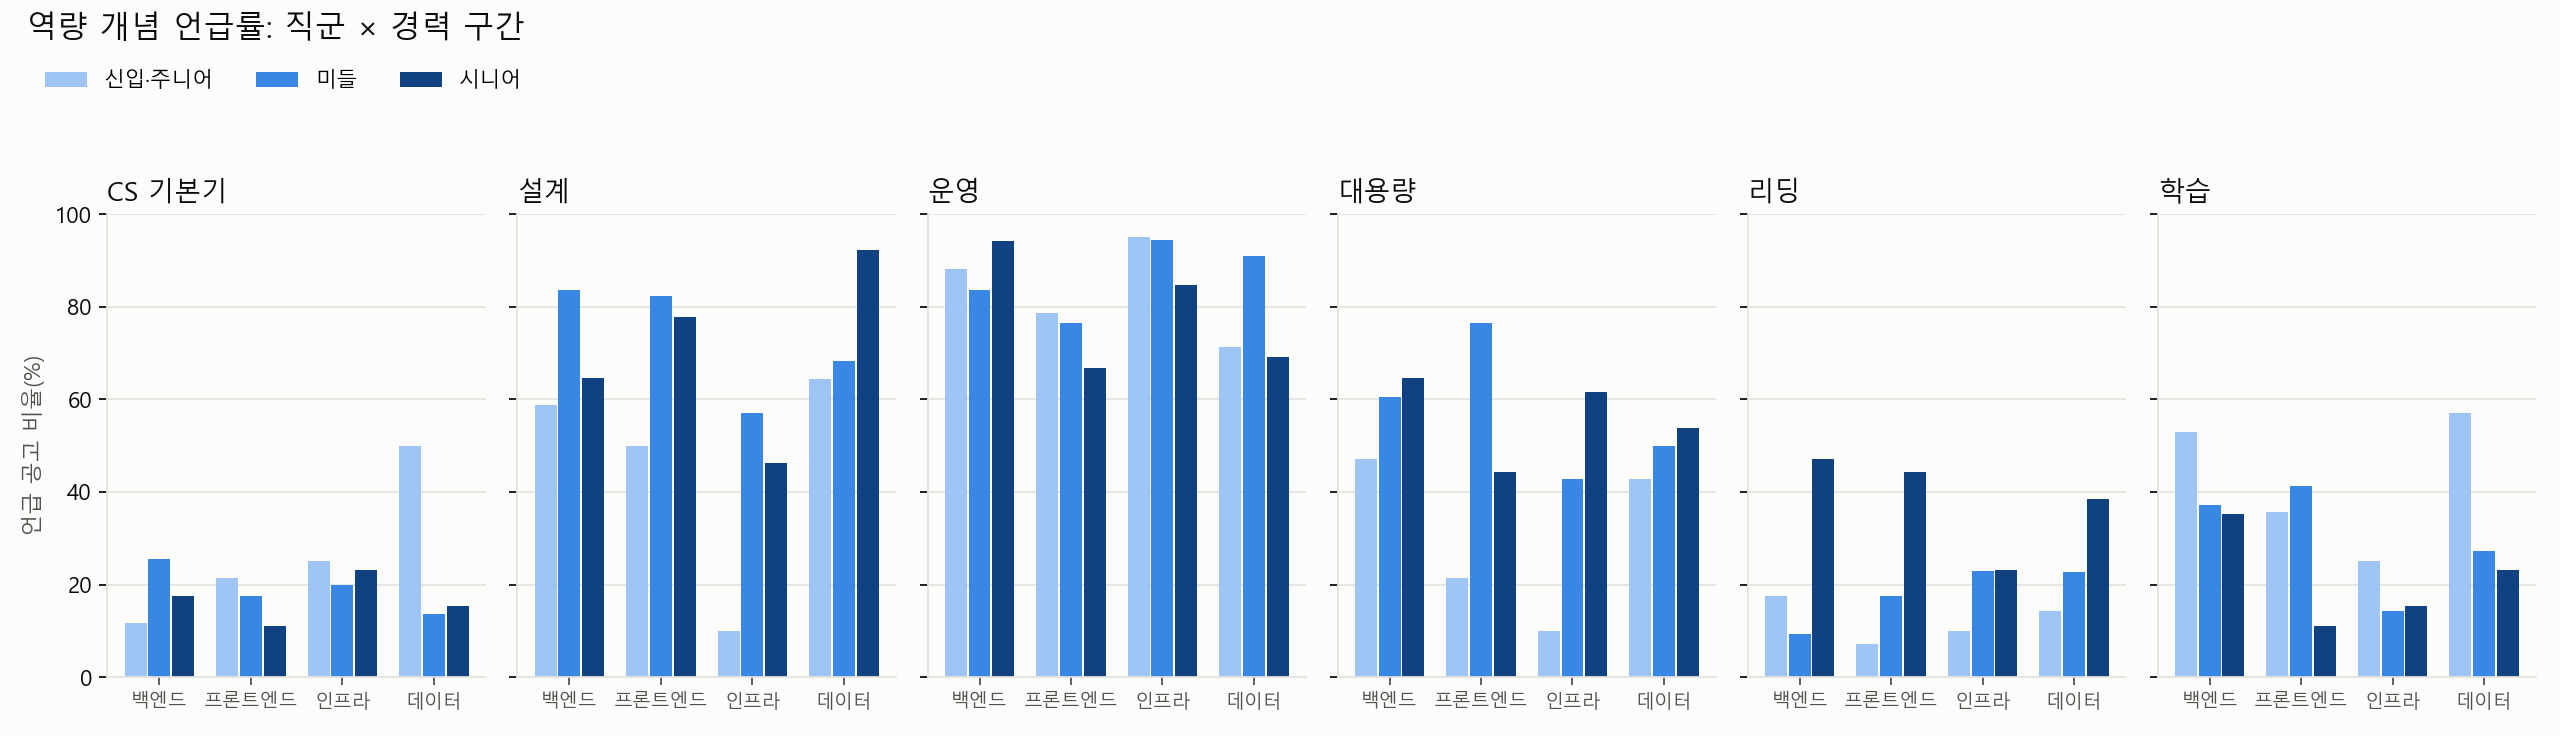 역량 개념 언급률: 직군 × 경력 구간
신입·주니어 미들 시니어
CS 기본기 설계 운영 대용량 리딩 학습
언급 공고 비율(%)
100
80
60
40
20
0
백엔드 프론트엔드 인프라 데이터 백엔드 프론트엔드 인프라 데이터 백엔드 프론트엔드 인프라 데이터 백엔드 프론트엔드 인프라 데이터 백엔드 프론트엔드 인프라 데이터 백엔드 프론트엔드 인프라 데이터